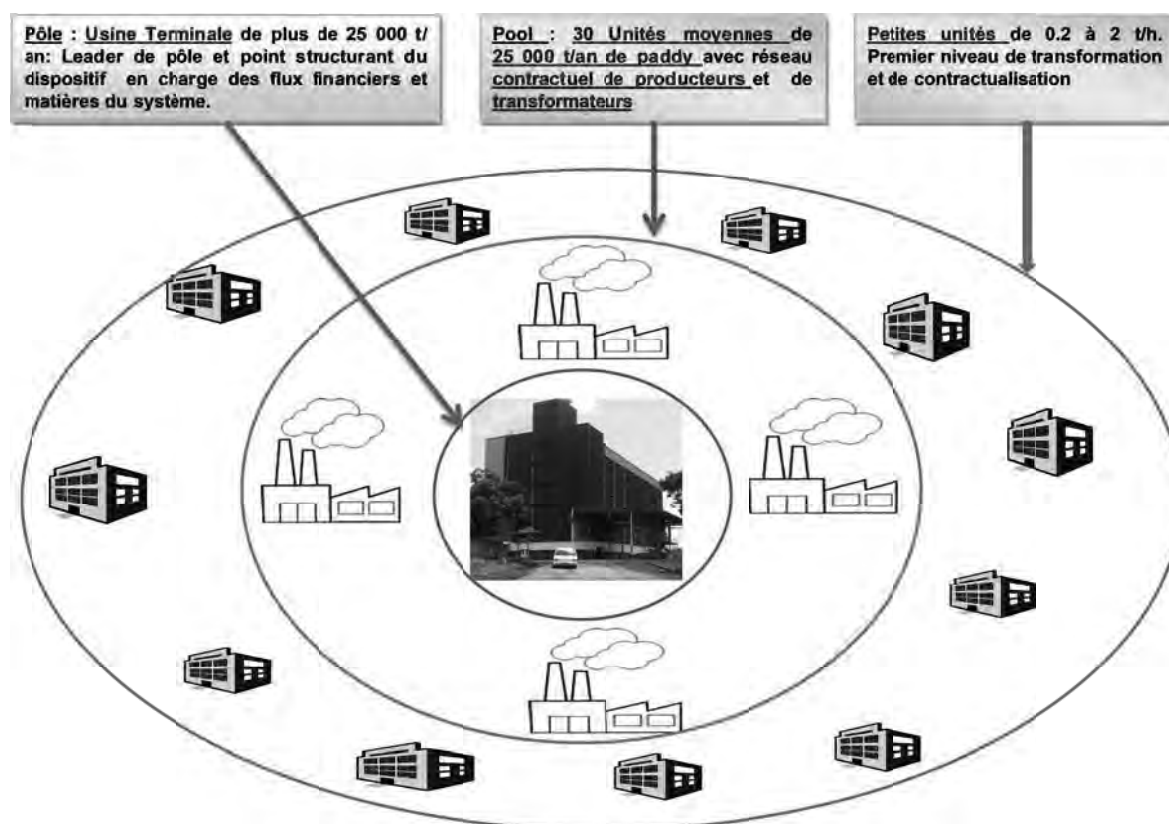 Pôle : Usine Terminale de plus de 25 000 t/
an: Leader de pôle et point structurant du
dispositif en charge des flux financiers et
matières du système.
Pool : 30 Unités moyennes de
25 000 t/an de paddy avec réseau
contractuel de producteurs et de
transformateurs
Petites unités de 0.2 à 2 t/h.
Premier niveau de transformation
et de contractualisation